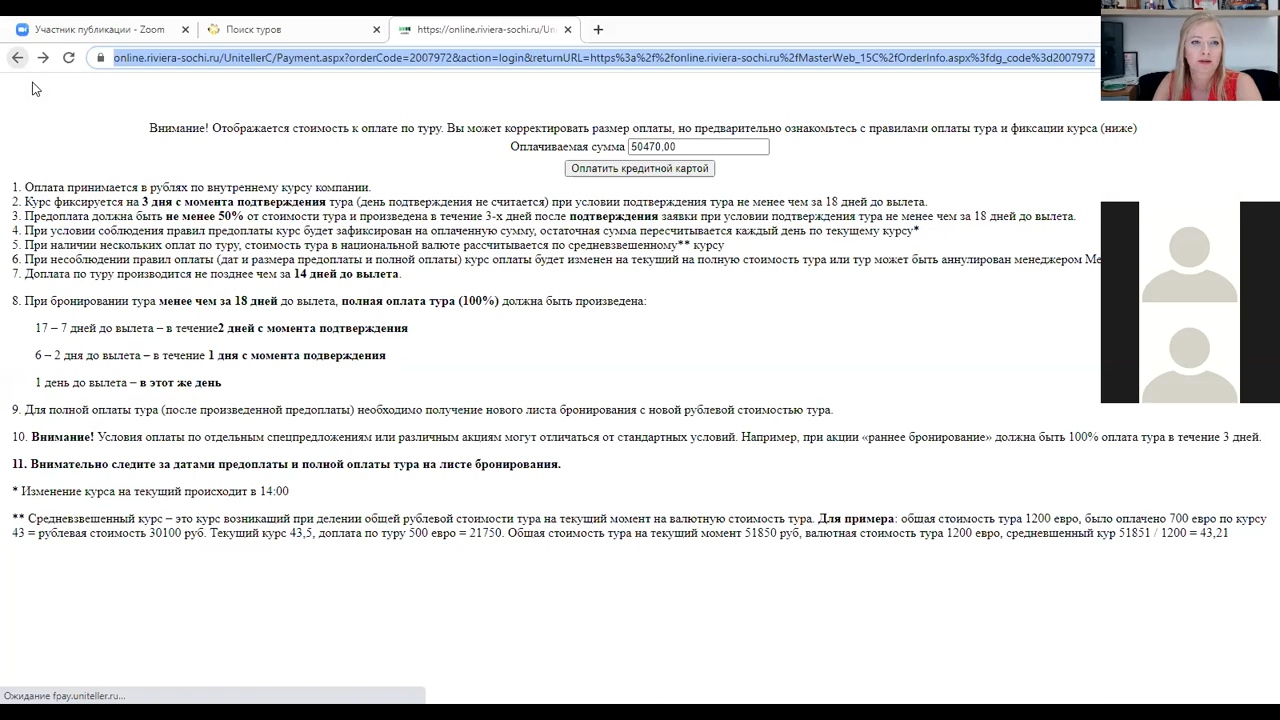 Участник публикации - Zoom
Поиск туров
https://online.riviera-sochi.ru/Un
online.riviera-sochi.ru/UnitellerC/Payment.aspx?orderCode=2007972&action=login&returnURL=https%3a%2f%2fonline.riviera-sochi.ru%2fMasterWeb_15C%2fOrderInfo.aspx%3fdg_code%3d2007972
Внимание! Отображается стоимость к оплате по туру. Вы может корректировать размер оплаты, но предварительно ознакомьтесь с правилами оплаты тура и фиксации курса (ниже)
Оплачиваемая сумма 50470,00
Оплатить кредитной картой
1. Оплата принимается в рублях по внутреннему курсу компании.
2. Курс фиксируется на 3 дня с момента подтверждения тура (день подтверждения не считается) при условии подтверждения тура не менее чем за 18 дней до вылета.
3. Предоплата должна быть не менее 50% от стоимости тура и произведена в течение 3-х дней после подтверждения заявки при условии подтверждения тура не менее чем за 18 дней до вылета.
4. При условии соблюдения правил предоплаты курс будет зафиксирован на оплаченную сумму, остаточная сумма пересчитывается каждый день по текущему курсу*
5. При наличии нескольких оплат по туру, стоимость тура в национальной валюте рассчитывается по средневзвешенному** курсу
6. При несоблюдении правил оплаты (дат и размера предоплаты и полной оплаты) курс оплаты будет изменен на текущий на полную стоимость тура или тур может быть аннулирован менеджером Ме
7. Доплата по туру производится не позднее чем за 14 дней до вылета.
8. При бронировании тура менее чем за 18 дней до вылета, полная оплата тура (100%) должна быть произведена:
17 – 7 дней до вылета – в течение2 дней с момента подтверждения
6 – 2 дня до вылета – в течение 1 дня с момента подверждения
1 день до вылета – в этот же день
9. Для полной оплаты тура (после произведенной предоплаты) необходимо получение нового листа бронирования с новой рублевой стоимостью тура.
10. Внимание! Условия оплаты по отдельным спецпредложениям или различным акциям могут отличаться от стандартных условий. Например, при акции «раннее бронирование» должна быть 100% оплата тура в течение 3 дней.
11. Внимательно следите за датами предоплаты и полной оплаты тура на листе бронирования.
* Изменение курса на текущий происходит в 14:00
** Средневзвешенный курс – это курс возникащий при делении общей рублевой стоимости тура на текущий момент на валютную стоимость тура. Для примера: общая стоимость тура 1200 евро, было оплачено 700 евро по курсу
43 = рублевая стоимость 30100 руб. Текущий курс 43,5, доплата по туру 500 евро = 21750. Общая стоимость тура на текущий момент 51850 руб, валютная стоимость тура 1200 евро, средневшенный кур 51851 / 1200 = 43,21
Ожидание fpay.uniteller.ru...